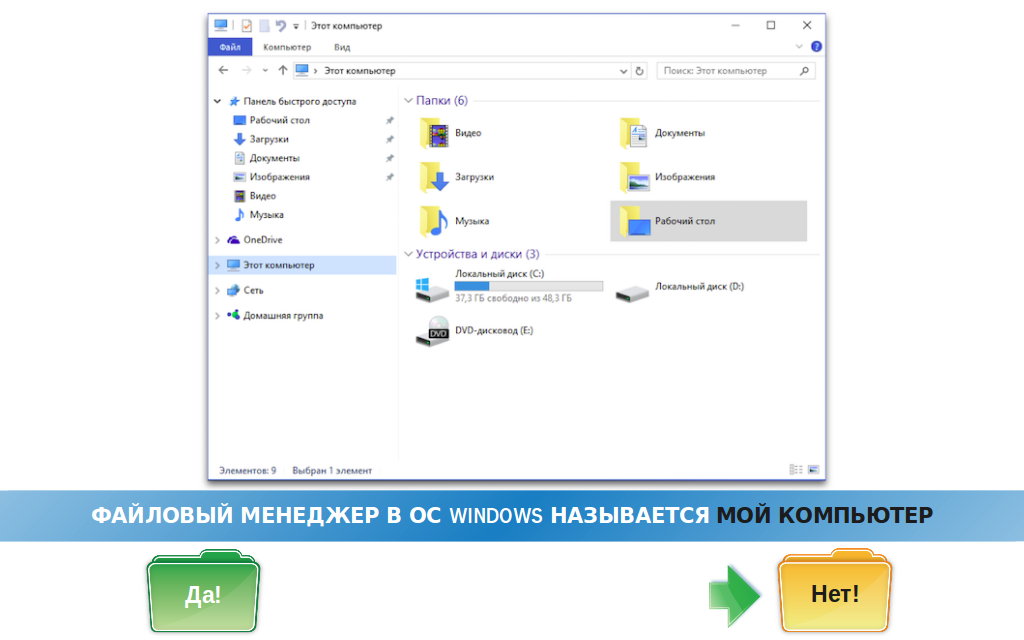 Этот компьютер
Файл Компьютер Вид
Этот компьютер Поиск: Этот компьютер
Панель быстрого доступа
Рабочий стол
Загрузки
Документы
Изображения
Видео
Музыка
OneDrive
Этот компьютер
Сеть
Домашняя группа
Папки (6)
Видео Документы
Загрузки Изображения
Музыка Рабочий стол
Устройства и диски (3)
Локальный диск (C:)
37,3 ГБ свободно из 48,3 ГБ
Локальный диск (D:)
DVD
DVD-дисковод (E:)
Элементов: 9 Выбран 1 элемент
ФАЙЛОВЫЙ МЕНЕДЖЕР В ОС WINDOWS НАЗЫВАЕТСЯ МОЙ КОМПЬЮТЕР
Да! Нет!